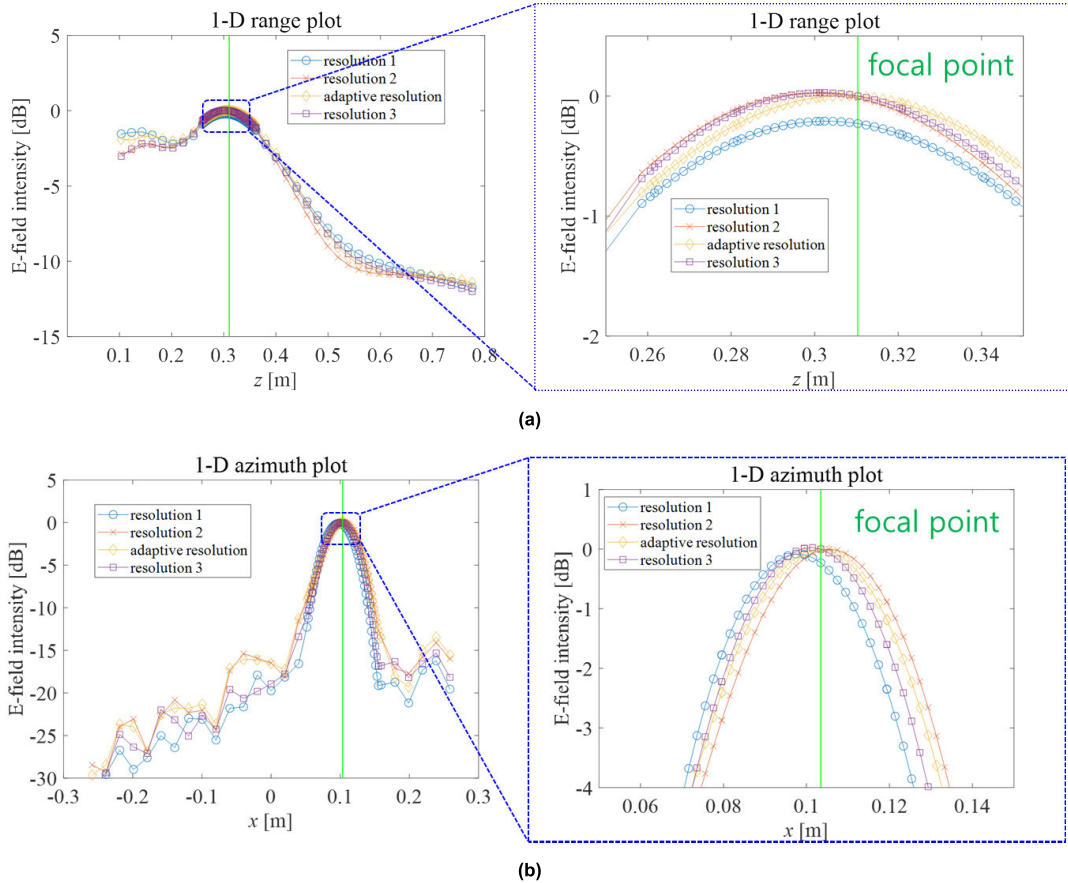 1-D range plot
E-field intensity [dB]
5
0
-5
-10
-15
0.1 0.2 0.3 0.4 0.5 0.6 0.7 0.8
z [m]
resolution 1
resolution 2
adaptive resolution
resolution 3
1-D range plot
focal point
E-field intensity [dB]
0
-1
-2
0.26 0.28 0.3 0.32 0.34
z [m]
resolution 1
resolution 2
adaptive resolution
resolution 3
(a)
1-D azimuth plot
E-field intensity [dB]
5
0
-5
-10
-15
-20
-25
-30
-0.3 -0.2 -0.1 0 0.1 0.2 0.3
x [m]
resolution 1
resolution 2
adaptive resolution
resolution 3
1-D azimuth plot
focal point
E-field intensity [dB]
1
0
-1
-2
-3
-4
0.06 0.08 0.1 0.12 0.14
x [m]
resolution 1
resolution 2
adaptive resolution
resolution 3
(b)